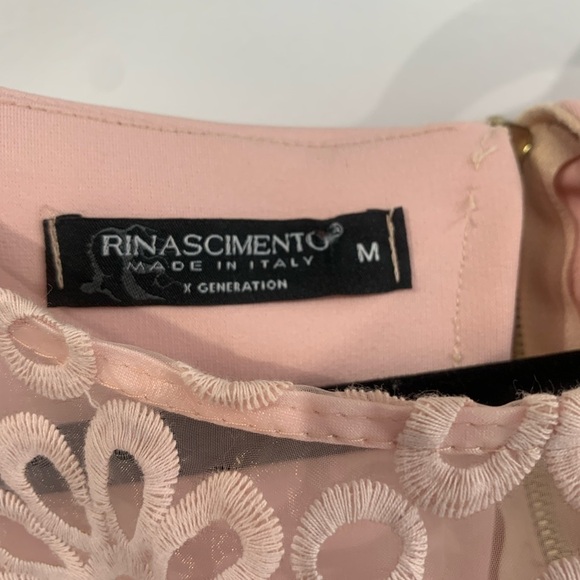 RINASCIMENTO
MADE IN ITALY
X GENERATION
M